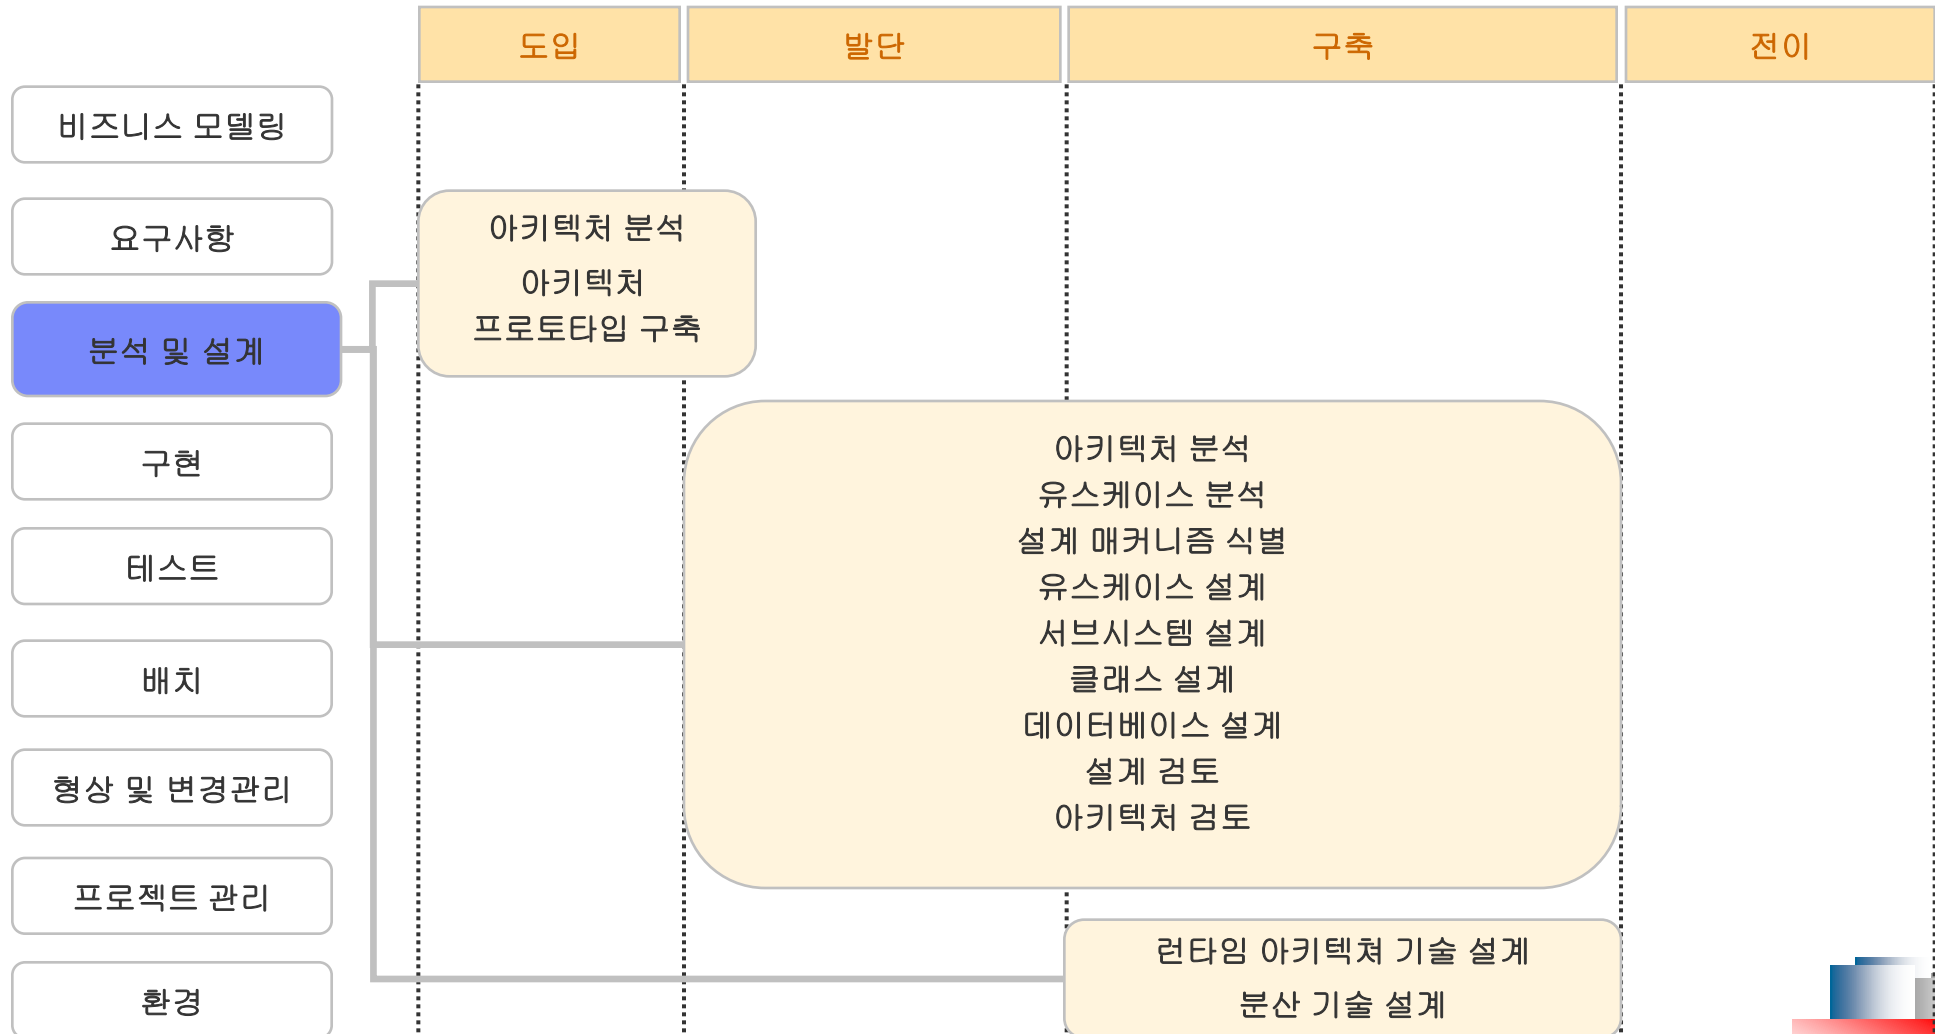 도입
발단
구축
전이
비즈니스 모델링
요구사항
분석 및 설계
구현
테스트
배치
형상 및 변경관리
프로젝트 관리
환경
아키텍처 분석
아키텍처
프로토타입 구축
아키텍처 분석
유스케이스 분석
설계 매커니즘 식별
유스케이스 설계
서브시스템 설계
클래스 설계
데이터베이스 설계
설계 검토
아키텍처 검토
런타임 아키텍쳐 기술 설계
분산 기술 설계